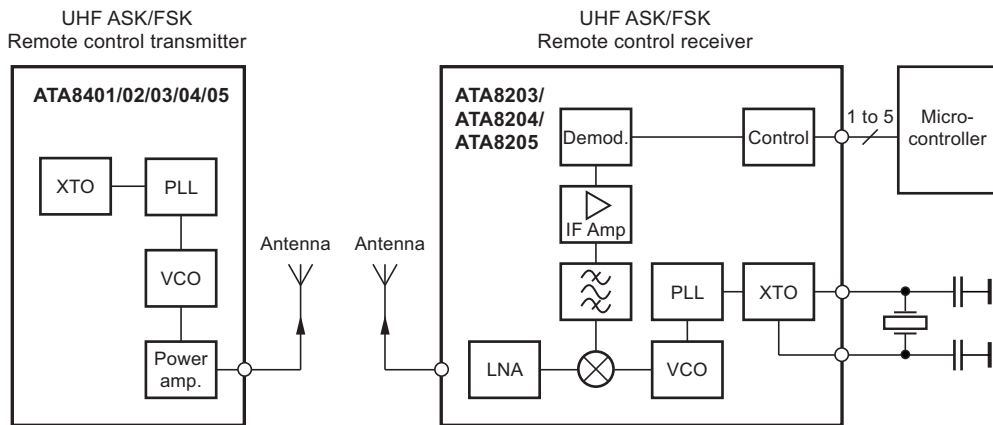 UHF ASK/FSK
Remote control transmitter
ATA8401/02/03/04/05
XTO
PLL
VCO
Power
amp.
Antenna
Antenna
UHF ASK/FSK
Remote control receiver
ATA8203/
ATA8204/
ATA8205
Demod.
Control
1 to 5
Micro-
controller
IF Amp
PLL
XTO
LNA
VCO